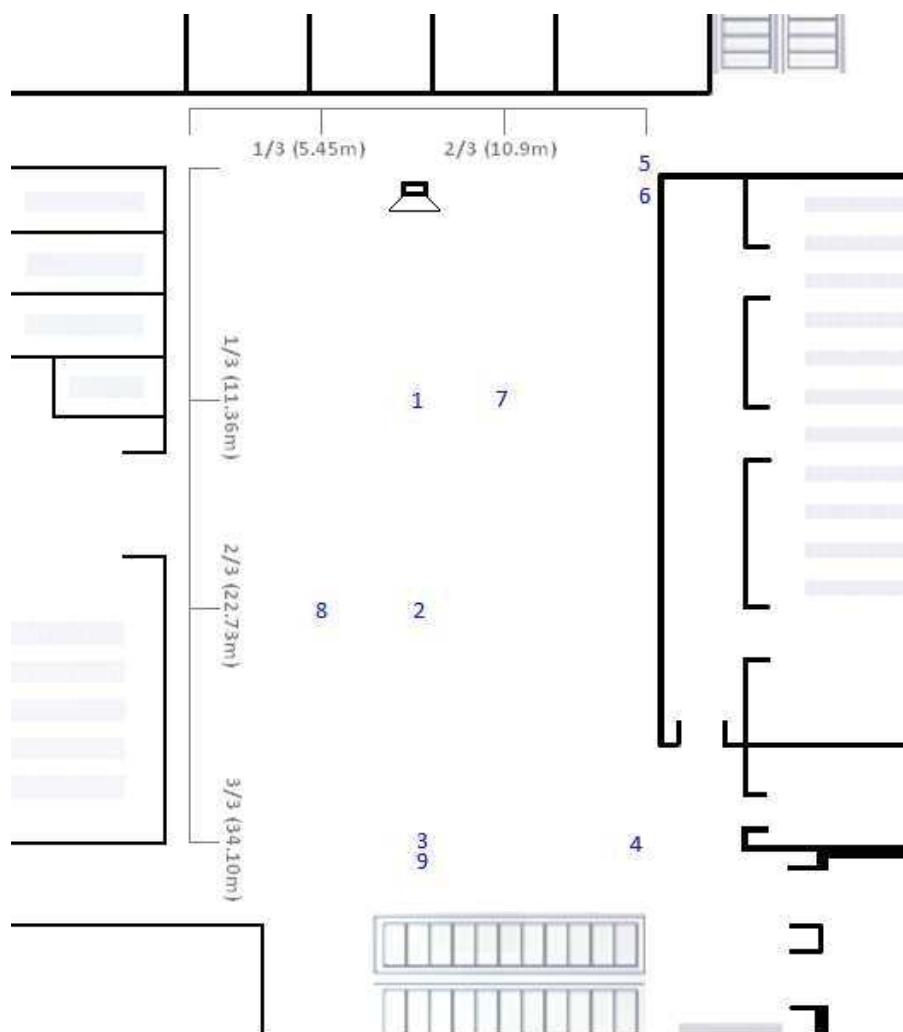 1/3 (5.45m)
2/3 (10.9m)
5
6
1/3 (11.36m)
1
7
2/3 (22.73m)
8
2
3/3 (34.10m)
3
4
9